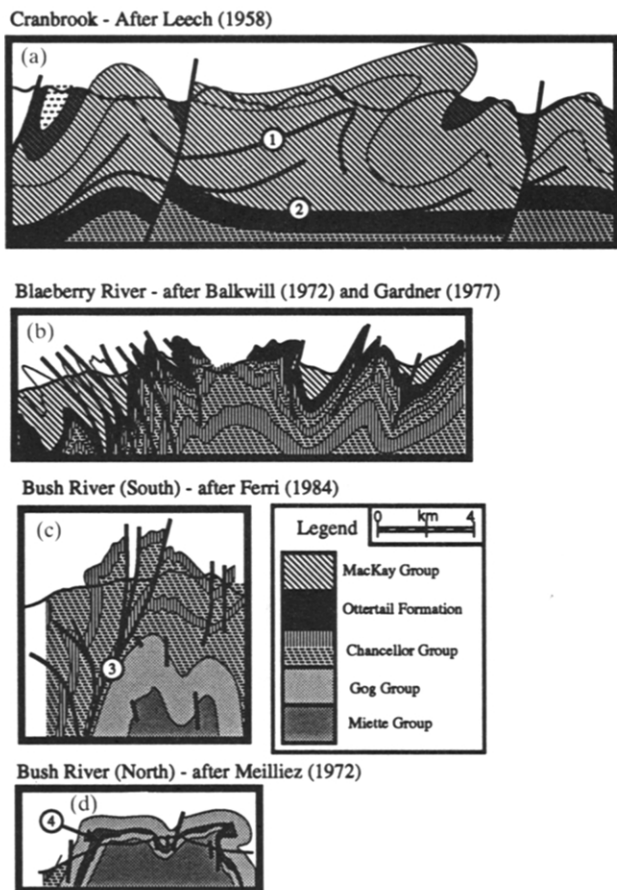 Cranbrook - After Leech (1958)
(a)
1
2
Blaeberry River - after Balkwill (1972) and Gardner (1977)
(b)
Bush River (South) - after Ferri (1984)
(c)
3
Legend
0 km 4
MacKay Group
Ottertail Formation
Chancellor Group
Gog Group
Miette Group
Bush River (North) - after Meilliez (1972)
(d)
4